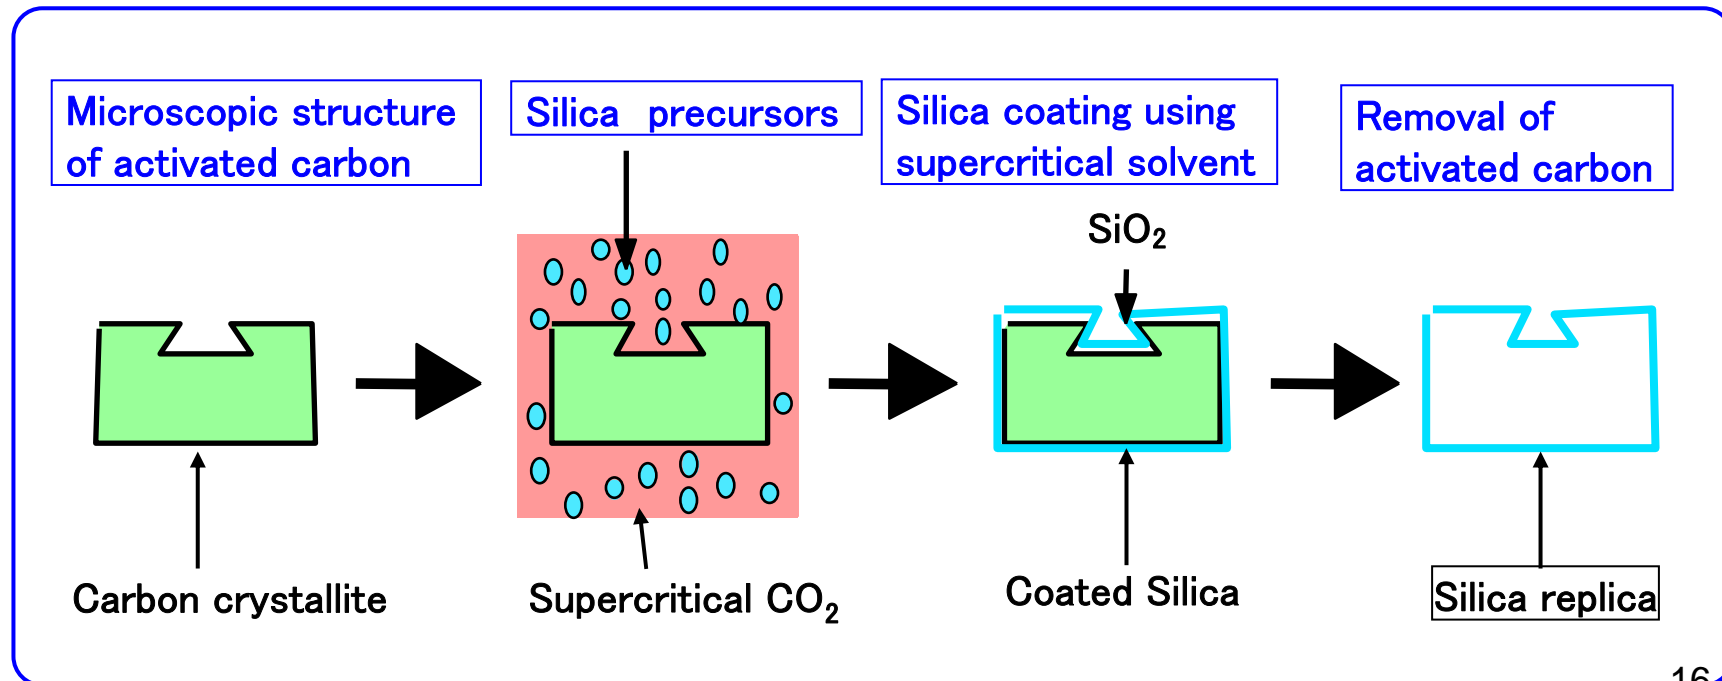 Microscopic structure
of activated carbon
Silica precursors
Silica coating using
supercritical solvent
Removal of
activated carbon
SiO₂
Carbon crystallite
Supercritical CO₂
Coated Silica
Silica replica
16